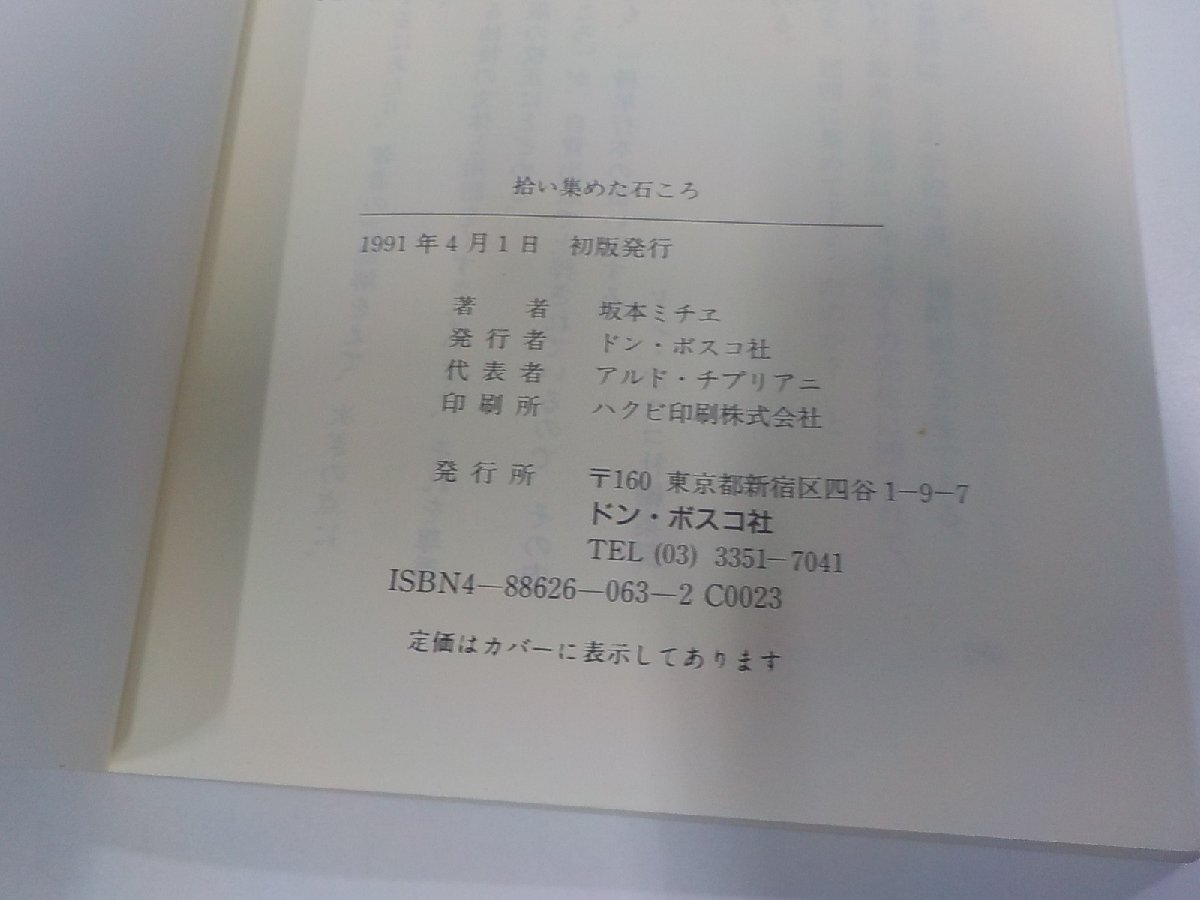 拾い集めた石ころ
1991年4月1日　初版発行
著　者　坂本ミチヱ
発行者　ドン・ボスコ社
代表者　アルド・チプリアニ
印刷所　ハクビ印刷株式会社
発行所　〒160 東京都新宿区四谷1-9-7
ドン・ボスコ社
TEL (03) 3351-7041
ISBN4-88626-063-2 C0023
定価はカバーに表示してあります